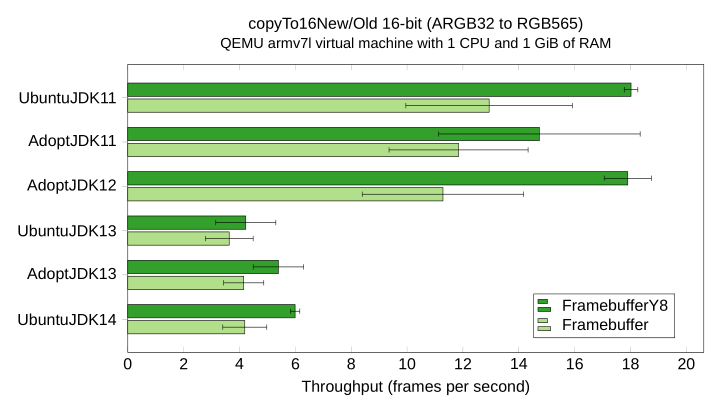 copyTo16New/Old 16-bit (ARGB32 to RGB565)
QEMU armv7l virtual machine with 1 CPU and 1 GiB of RAM
UbuntuJDK11
AdoptJDK11
AdoptJDK12
UbuntuJDK13
AdoptJDK13
UbuntuJDK14
FramebufferY8
Framebuffer
0 2 4 6 8 10 12 14 16 18 20
Throughput (frames per second)